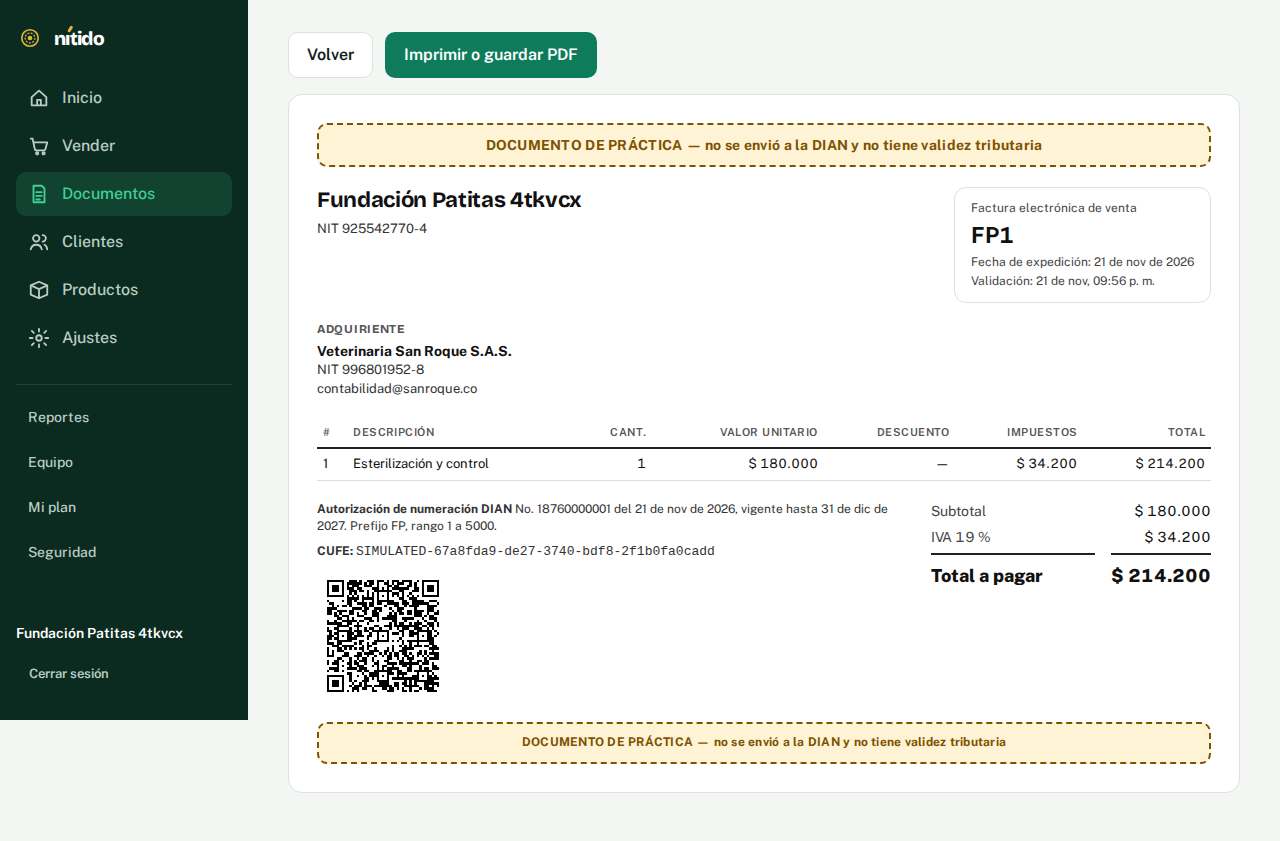 nítido
Inicio
Vender
Documentos
Clientes
Productos
Ajustes
Reportes
Equipo
Mi plan
Seguridad
Fundación Patitas 4tkvcx
Cerrar sesión
Volver
Imprimir o guardar PDF
DOCUMENTO DE PRÁCTICA — no se envió a la DIAN y no tiene validez tributaria
Fundación Patitas 4tkvcx
NIT 925542770-4
Factura electrónica de venta
FP1
Fecha de expedición: 21 de nov de 2026
Validación: 21 de nov, 09:56 p. m.
ADQUIRIENTE
Veterinaria San Roque S.A.S.
NIT 996801952-8
contabilidad@sanroque.co
# DESCRIPCIÓN CANT. VALOR UNITARIO DESCUENTO IMPUESTOS TOTAL
1 Esterilización y control 1 $ 180.000 — $ 34.200 $ 214.200
Autorización de numeración DIAN No. 18760000001 del 21 de nov de 2026, vigente hasta 31 de dic de
2027. Prefijo FP, rango 1 a 5000.
CUFE: SIMULATED-67a8fda9-de27-3740-bdf8-2f1b0fa0cadd
Subtotal $ 180.000
IVA 19 % $ 34.200
Total a pagar $ 214.200
DOCUMENTO DE PRÁCTICA — no se envió a la DIAN y no tiene validez tributaria